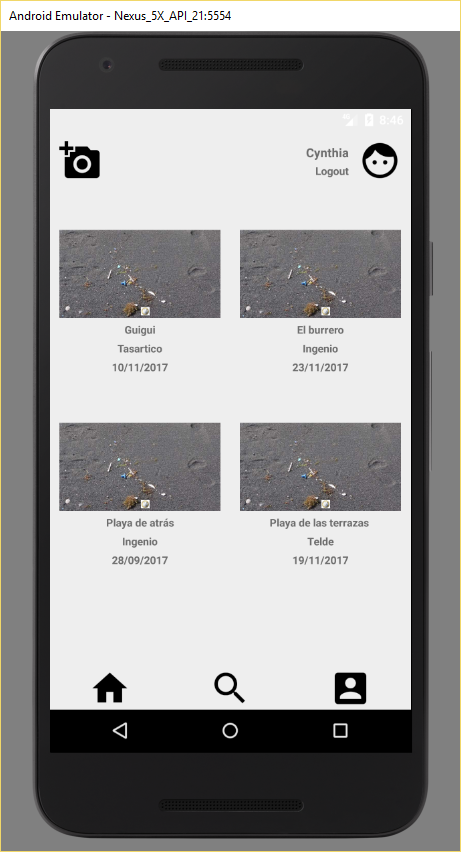 Android Emulator - Nexus_5X_API_21:5554
8:46
Cynthia
Logout
Guigui
Tasartico
10/11/2017
El burrero
Ingenio
23/11/2017
Playa de atrás
Ingenio
28/09/2017
Playa de las terrazas
Telde
19/11/2017